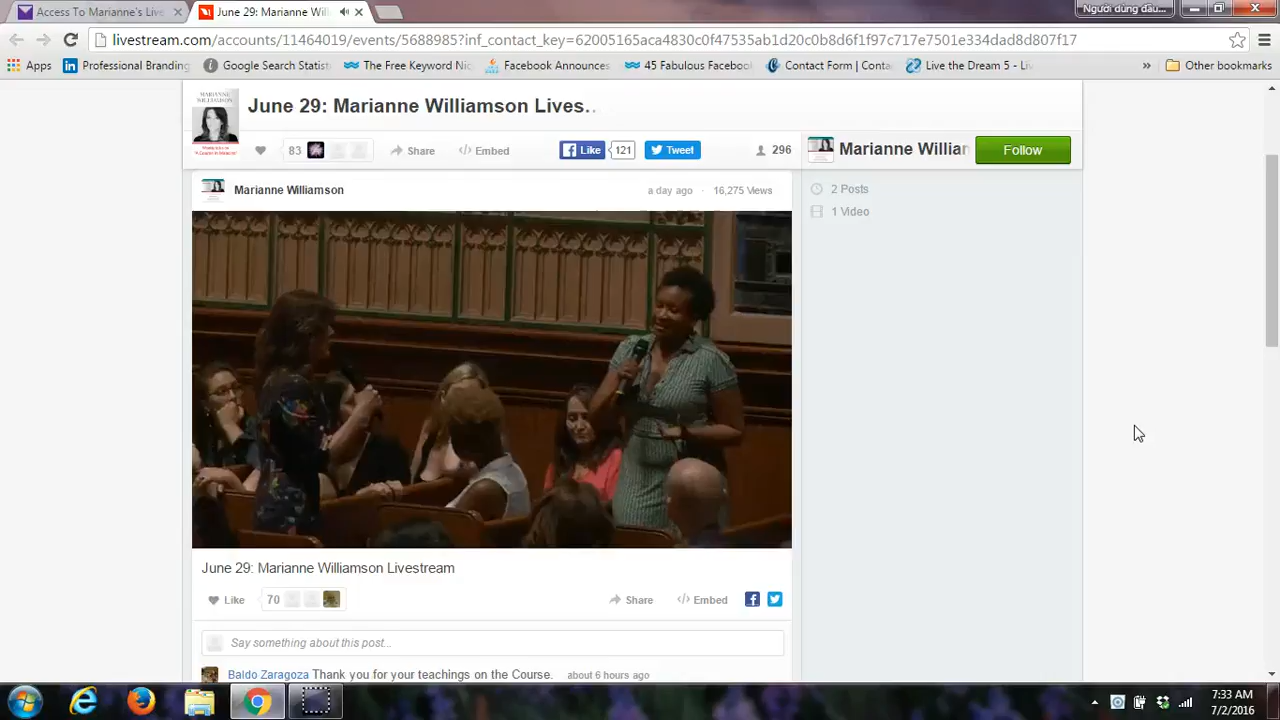 Access To Marianne's Live
June 29: Marianne Wil
Người dùng đầu...
livestream.com/accounts/11464019/events/5688985?inf_contact_key=62005165aca4830c0f47535ab1d20c0b8d6f1f97c717e7501e334dad8d807f17
Apps
Professional Branding
Google Search Statist
The Free Keyword Nic
Facebook Announces
45 Fabulous Facebook
Contact Form | Conta
Live the Dream 5 - Liv
»
Other bookmarks
MARIANNE
WILLIAMSON
June 29: Marianne Williamson Lives...
83
Share
Embed
Like
121
Tweet
296
Marianne Willian
Follow
Marianne Williamson
a day ago · 16,275 Views
2 Posts
1 Video
June 29: Marianne Williamson Livestream
Like
70
Share
Embed
Say something about this post...
Baldo Zaragoza Thank you for your teachings on the Course. about 6 hours ago
7:33 AM
7/2/2016